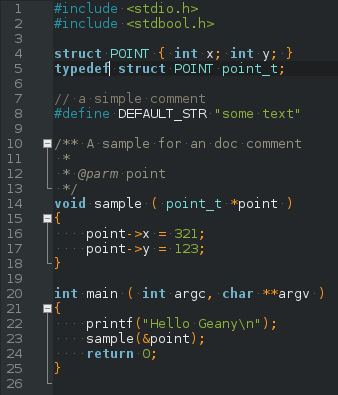 1 #include <stdio.h>
2 #include <stdbool.h>
3
4 struct POINT { int x; int y; }
5 typedef struct POINT point_t;
6
7 // a simple comment
8 #define DEFAULT_STR "some text"
9
10 /** A sample for an doc comment
11  *
12  * @parm point
13  */
14 void sample ( point_t *point )
15 {
16     point->x = 321;
17     point->y = 123;
18 }
19
20 int main ( int argc, char **argv )
21 {
22     printf("Hello Geany\n");
23     sample(&point);
24     return 0;
25 }
26